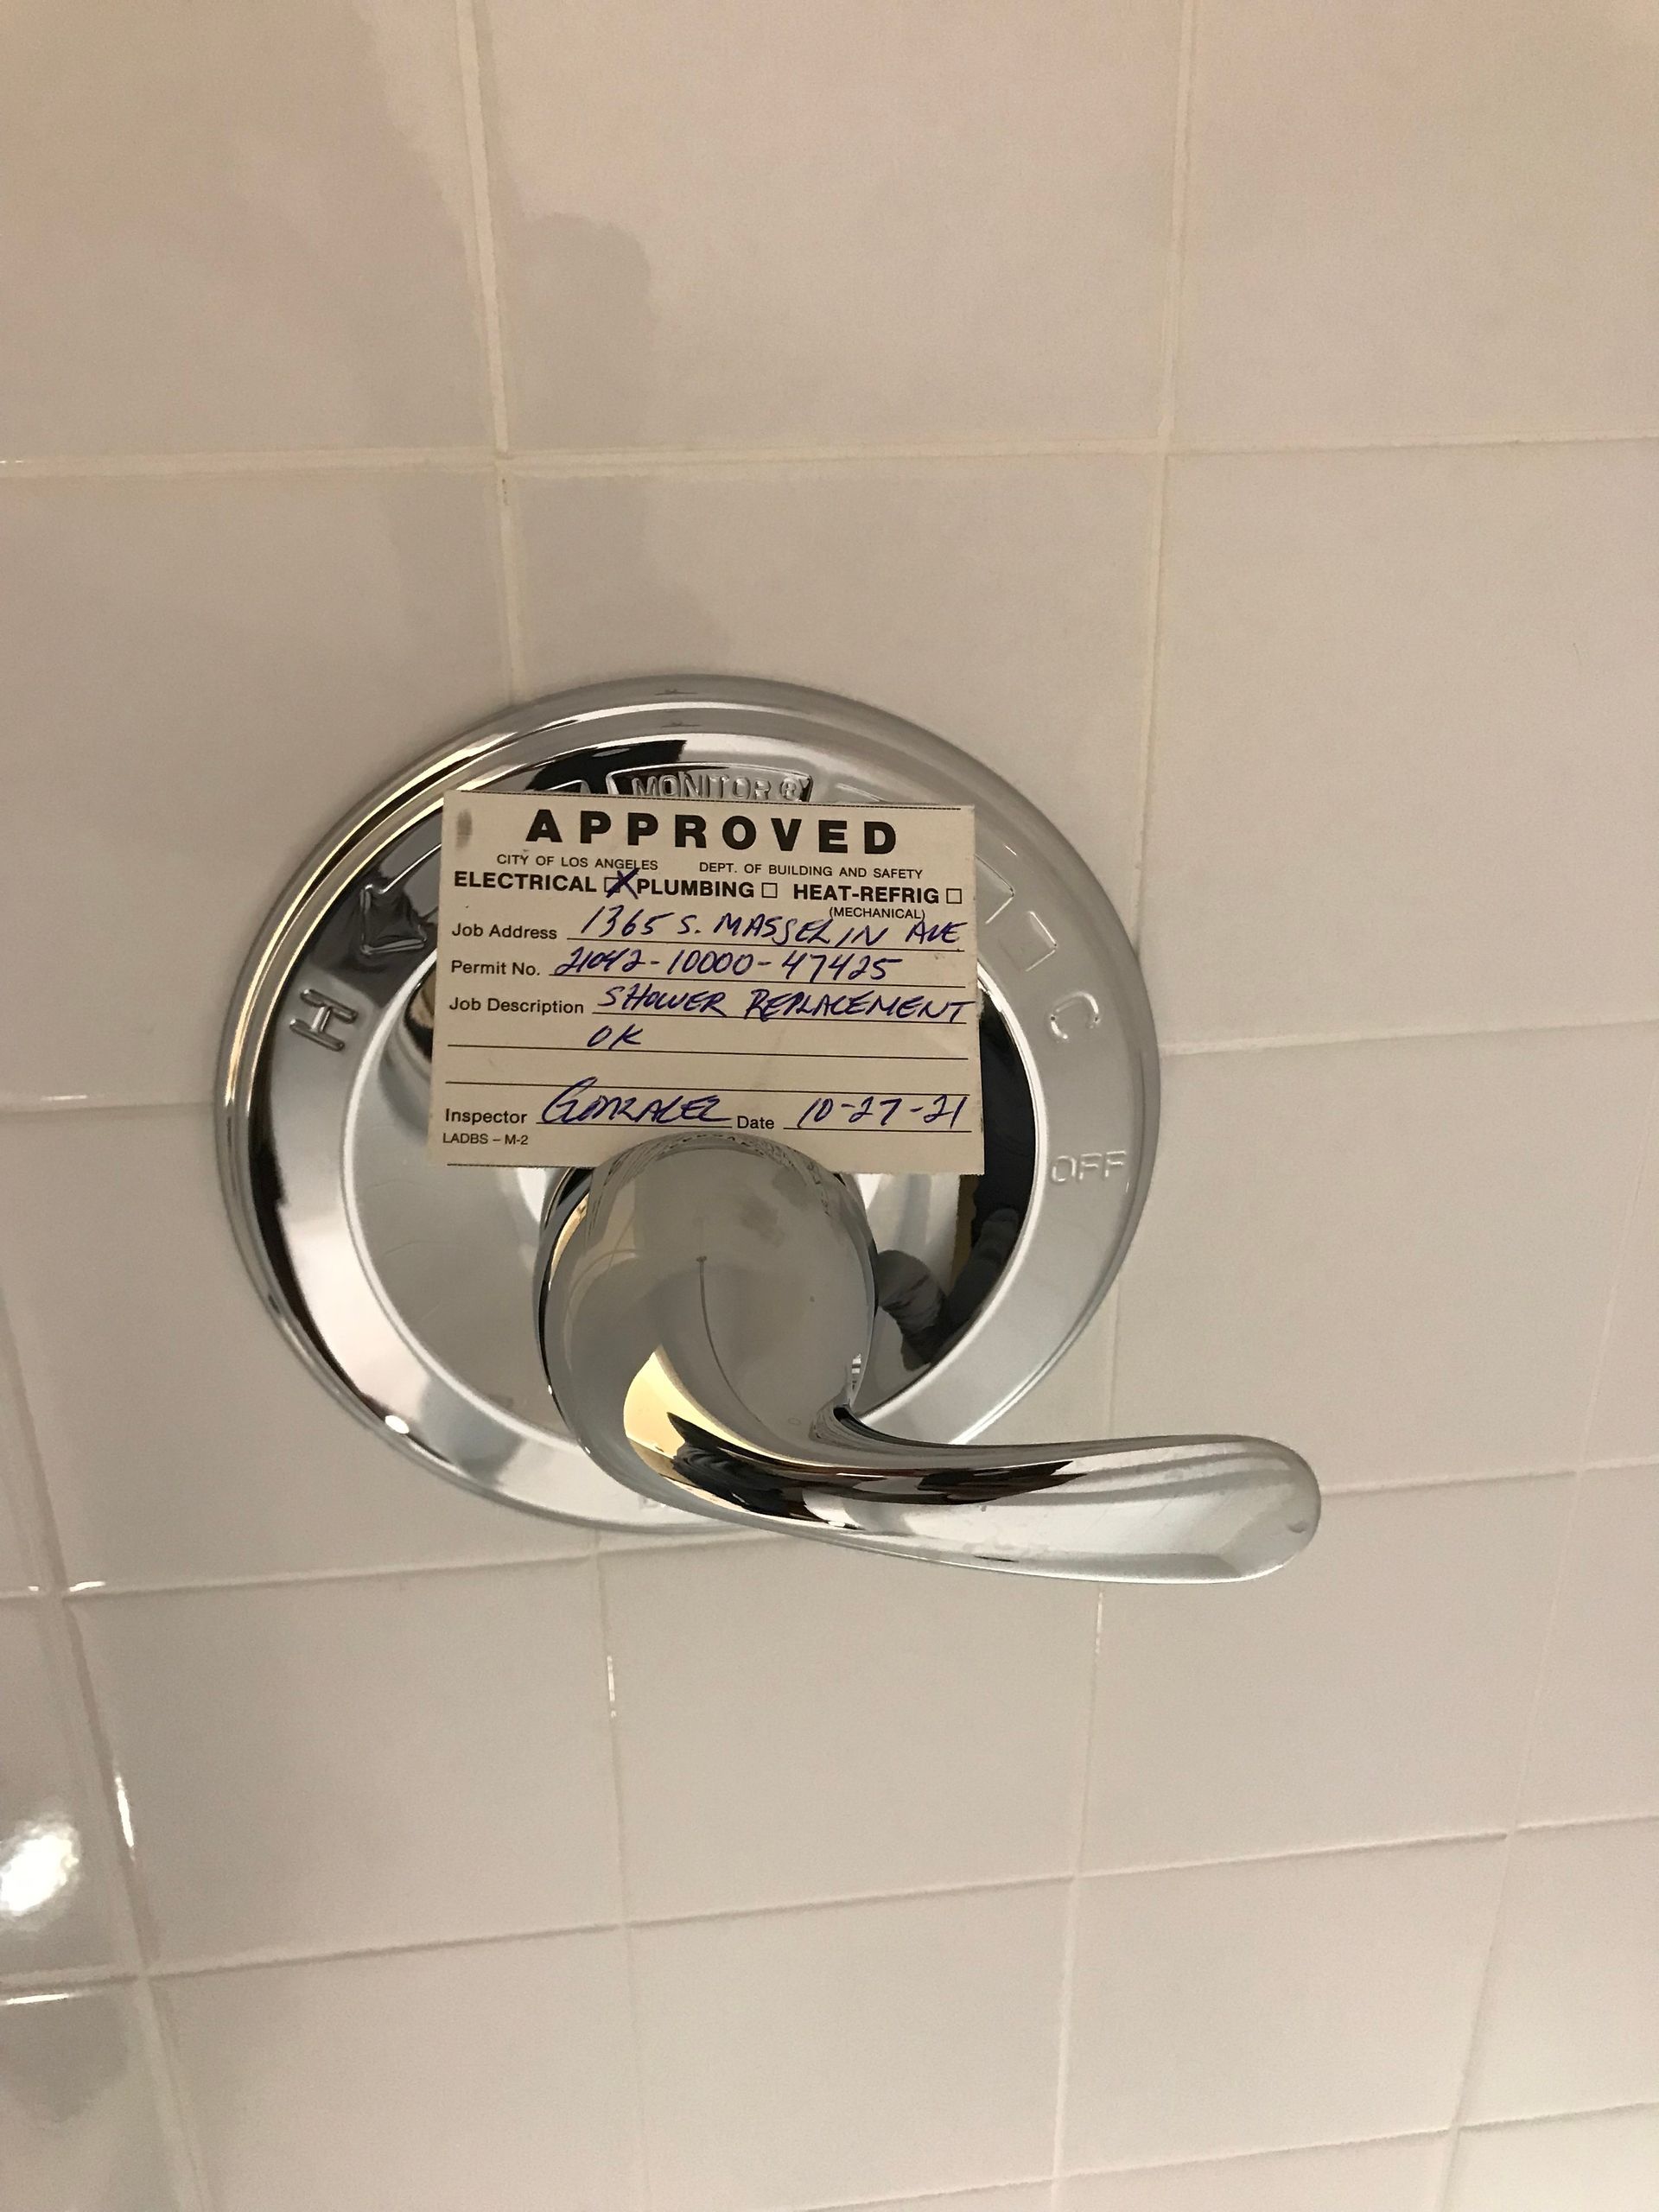 MONITOR®
APPROVED
CITY OF LOS ANGELES DEPT. OF BUILDING AND SAFETY
ELECTRICAL ☐X PLUMBING ☐ HEAT-REFRIG ☐
(MECHANICAL)
Job Address 1365 S. MASSELIN AVE
Permit No. 21042-10000-47425
Job Description SHOWER REPLACEMENT
OK
Inspector GONZALEZ Date 10-27-21
LADBS – M-2
H
C
OFF